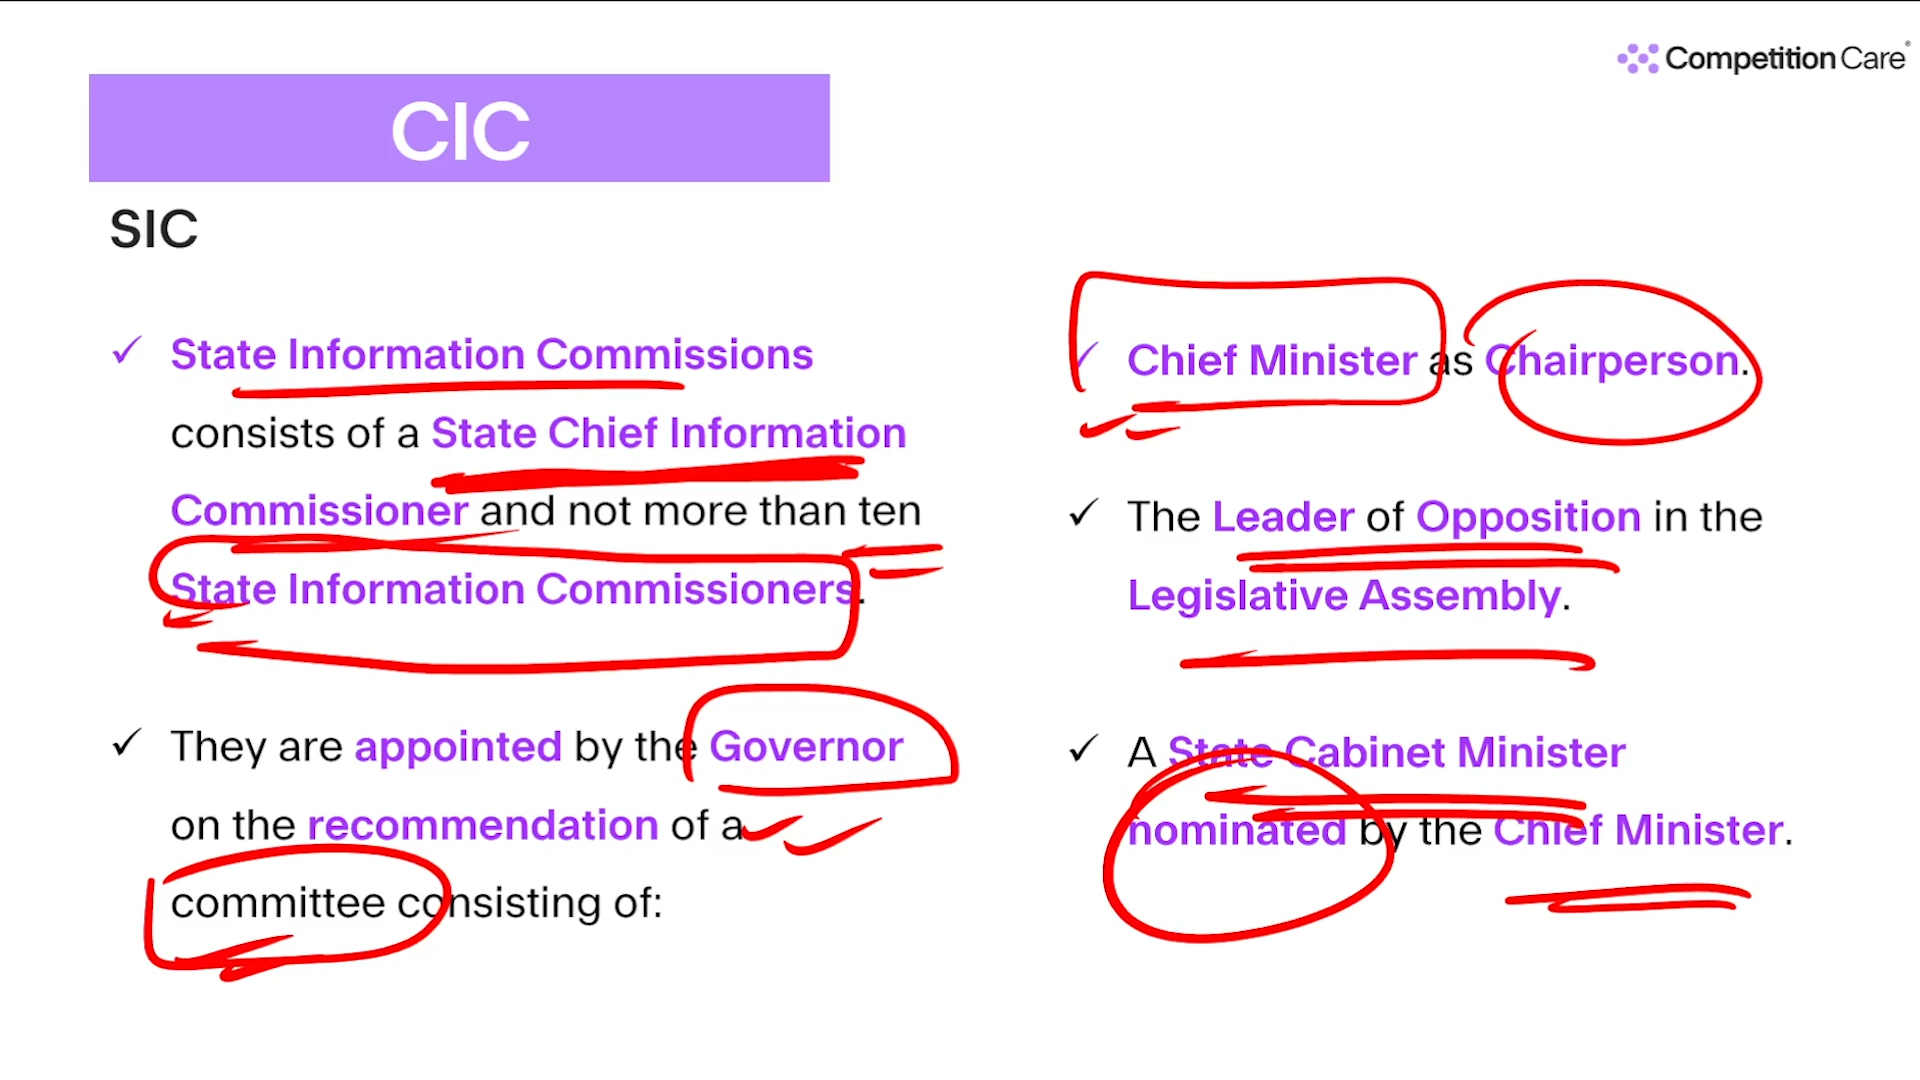 Competition Care
CIC
SIC
✓ State Information Commissions
consists of a State Chief Information
Commissioner and not more than ten
State Information Commissioners.
✓ They are appointed by the Governor
on the recommendation of a
committee consisting of:
✓ Chief Minister as Chairperson.
✓ The Leader of Opposition in the
Legislative Assembly.
✓ A State Cabinet Minister
nominated by the Chief Minister.